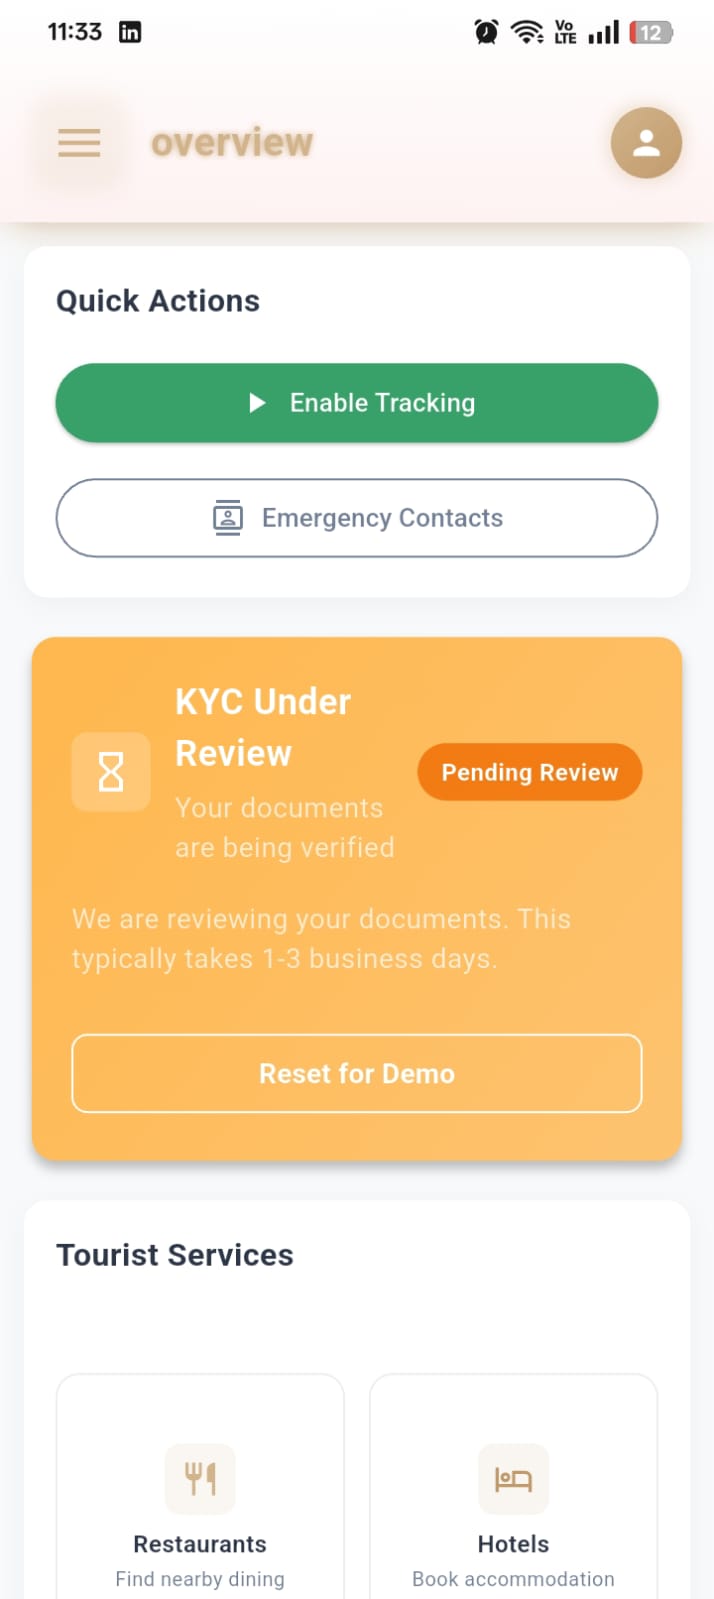 11:33
in
Vo
LTE
12
overview
Quick Actions
Enable Tracking
Emergency Contacts
KYC Under
Review
Your documents
are being verified
Pending Review
We are reviewing your documents. This
typically takes 1-3 business days.
Reset for Demo
Tourist Services
Restaurants
Hotels
Find nearby dining
Book accommodation